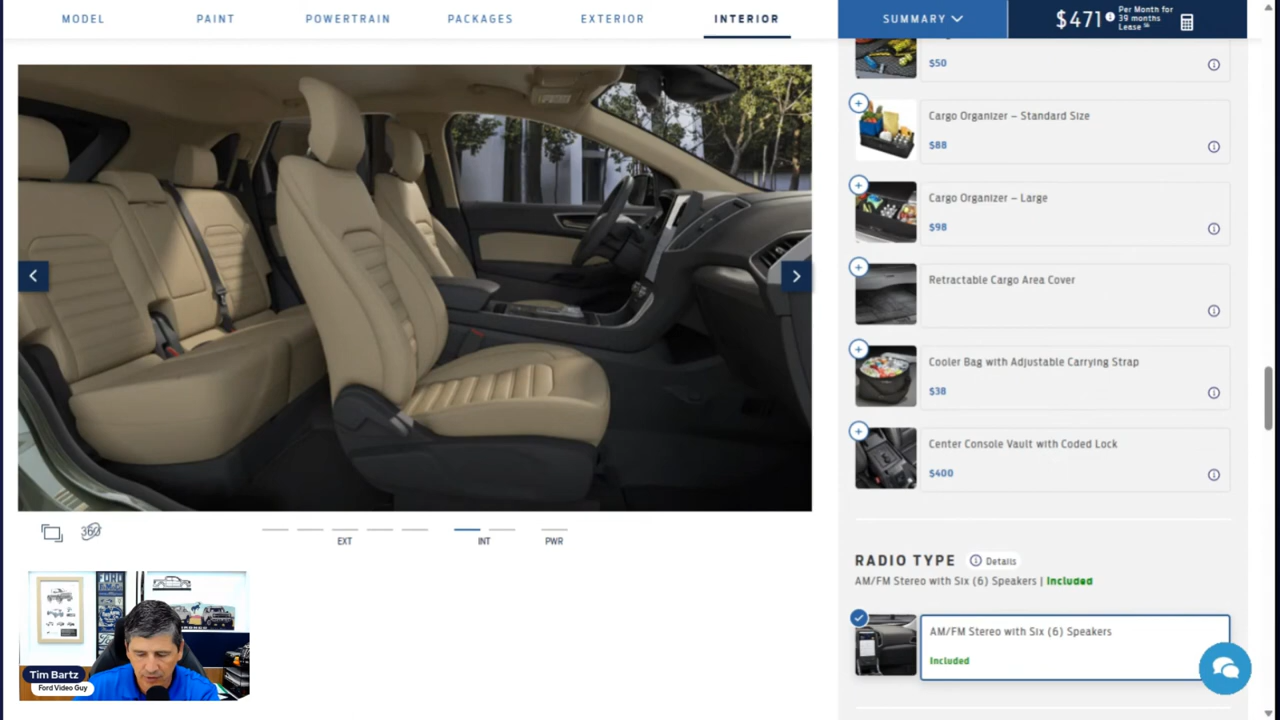 MODEL
PAINT
POWERTRAIN
PACKAGES
EXTERIOR
INTERIOR
SUMMARY
$471
Per Month for
39 months
Lease
$50
Cargo Organizer – Standard Size
$88
Cargo Organizer – Large
$98
Retractable Cargo Area Cover
Cooler Bag with Adjustable Carrying Strap
$38
Center Console Vault with Coded Lock
$400
360
EXT
INT
PWR
RADIO TYPE
Details
AM/FM Stereo with Six (6) Speakers | Included
AM/FM Stereo with Six (6) Speakers
Included
FORD
Tim Bartz
Ford Video Guy